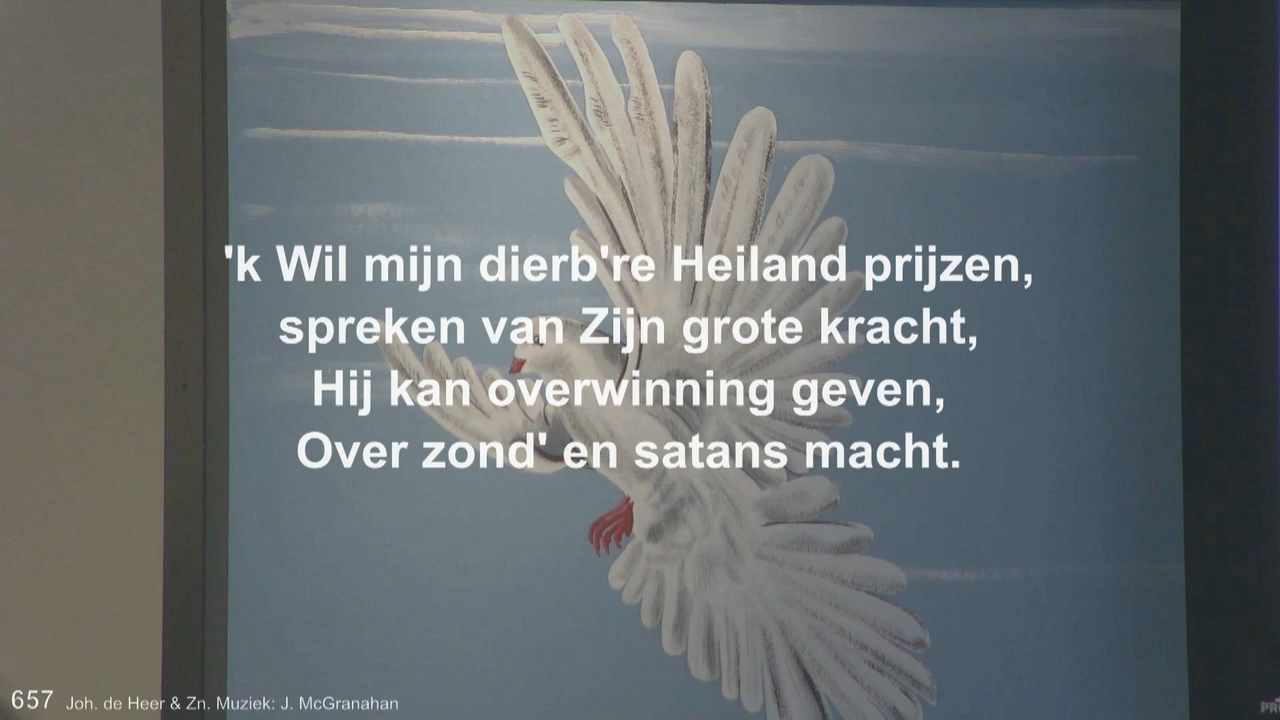 'k Wil mijn dierb're Heiland prijzen,
spreken van Zijn grote kracht,
Hij kan overwinning geven,
Over zond' en satans macht.
657 Joh. de Heer & Zn. Muziek: J. McGranahan